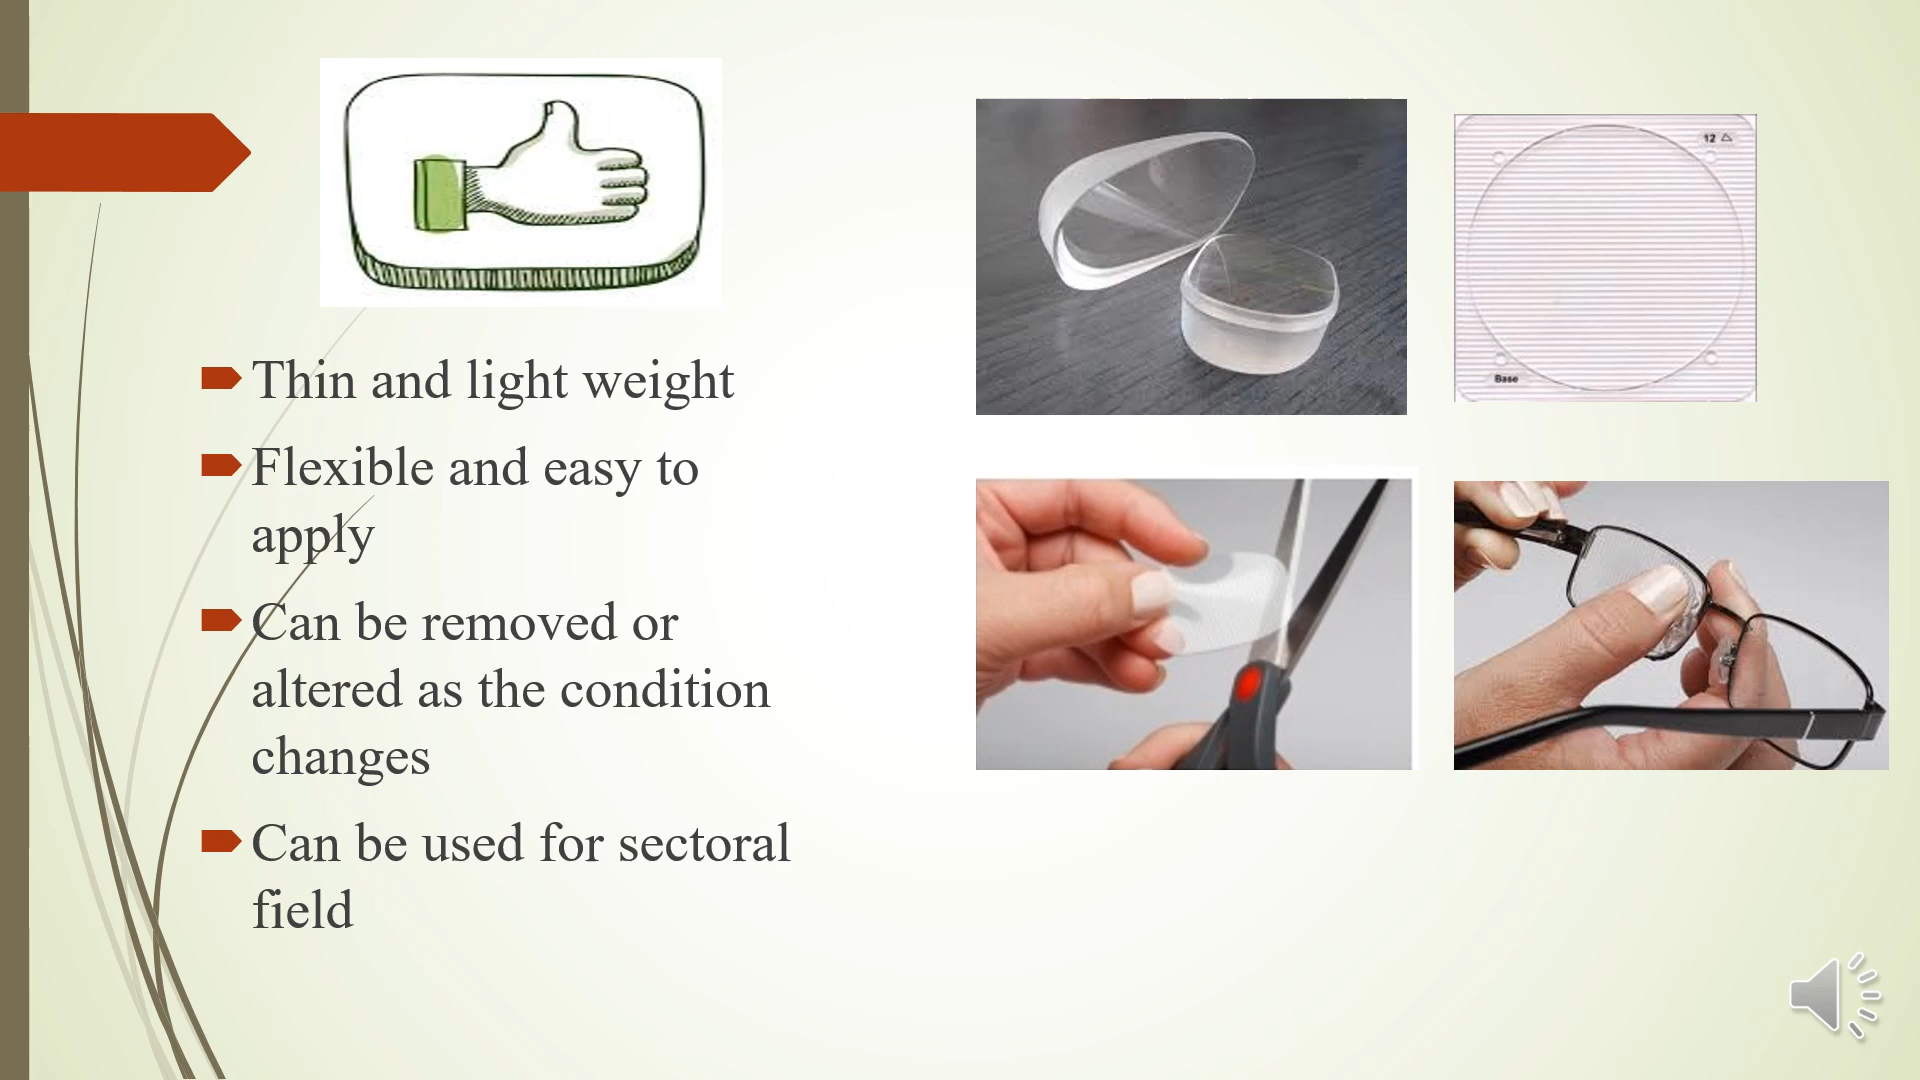 Thin and light weight
Flexible and easy to
apply
Can be removed or
altered as the condition
changes
Can be used for sectoral
field
12 △
Base